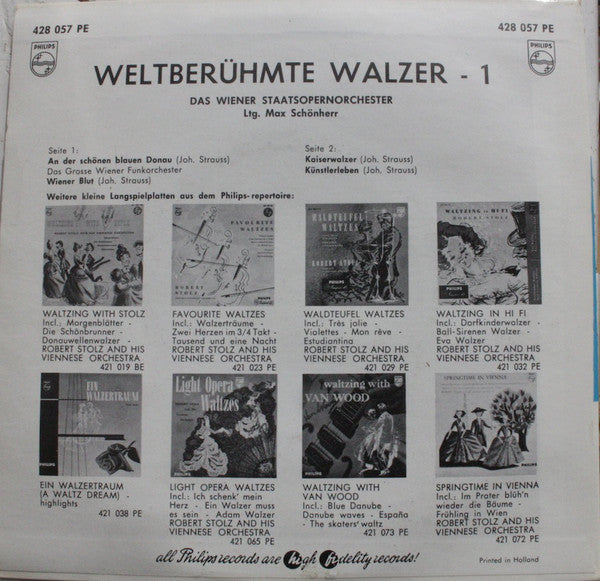 428 057 PE
428 057 PE
PHILIPS
PHILIPS
WELTBERÜHMTE WALZER - 1
DAS WIENER STAATSOPERNORCHESTER
Ltg. Max Schönherr
Seite 1:
An der schönen blauen Donau (Joh. Strauss)
Das Grosse Wiener Funkorchester
Wiener Blut (Joh. Strauss)
Seite 2:
Kaiserwalzer (Joh. Strauss)
Künstlerleben (Joh. Strauss)
Weitere kleine Langspielplatten aus dem Philips-repertoire:
WALTZING WITH STOLZ
FAVOURITE
WALTZES
ROBERT
STOLZ
WALDTEUFEL
WALTZES
ROBERT STOLZ
WALTZING in HI FI
ROBERT STOLZ
WALTZING WITH STOLZ
Incl.: Morgenblätter -
Die Schönbrunner -
Donauwellenwalzer
ROBERT STOLZ AND HIS
VIENNESE ORCHESTRA
421 019 BE
FAVOURITE WALTZES
Incl.: Walzerträume -
Zwei Herzen im 3/4 Takt -
Tausend und eine Nacht
ROBERT STOLZ AND HIS
VIENNESE ORCHESTRA
421 023 PE
WALDTEUFEL WALTZES
Incl.: Très jolie -
Violettes - Mon rêve -
Estudiantina
ROBERT STOLZ AND HIS
VIENNESE ORCHESTRA
421 029 PE
WALTZING IN HI FI
Incl.: Dorfkinderwalzer -
Ball-Sirenen Walzer -
Eva Walzer
ROBERT STOLZ AND HIS
VIENNESE ORCHESTRA
421 032 PE
EIN
WALZERTRAUM
Light Opera
Waltzes
waltzing with
VAN WOOD
SPRINGTIME IN VIENNA
EIN WALZERTRAUM
(A WALTZ DREAM) -
highlights
421 038 PE
LIGHT OPERA WALTZES
Incl.: Ich schenk' mein
Herz - Ein Walzer muss
es sein - Adam Walzer
ROBERT STOLZ AND HIS
VIENNESE ORCHESTRA
421 065 PE
WALTZING WITH
VAN WOOD
Incl.: Blue Danube -
Danube waves - España
- The skaters' waltz
421 073 PE
SPRINGTIME IN VIENNA
Incl.: Im Prater blüh'n
wieder die Bäume -
Frühling in Wien
ROBERT STOLZ AND HIS
VIENNESE ORCHESTRA
421 072 PE
all Philips records are high fidelity records!
Printed in Holland